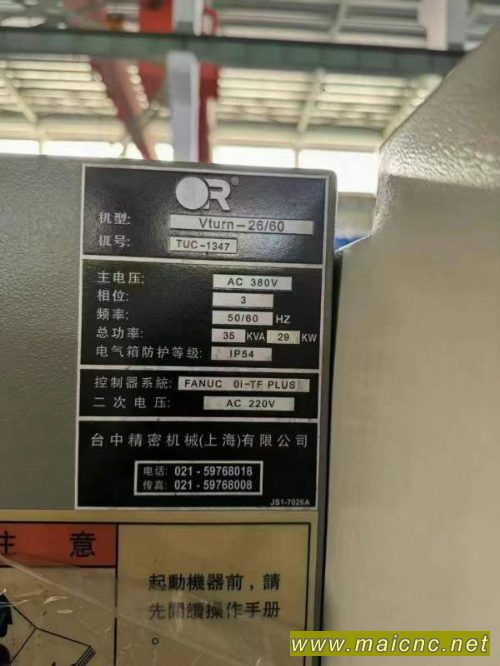 R®
机型: Vturn-26/60
机号: TUC-1347
主电压: AC 380V
相位: 3
频率: 50/60 HZ
总功率: 35 KVA 29 KW
电气箱防护等级: IP54
控制器系統: FANUC 0i-TF PLUS
二次电压: AC 220V
台中精密机械(上海)有限公司
电话: 021-59768018
传真: 021-59768008
JS1-7026A
注 意
起動機器前，請
先閱讀操作手册
。
www.maicnc.net